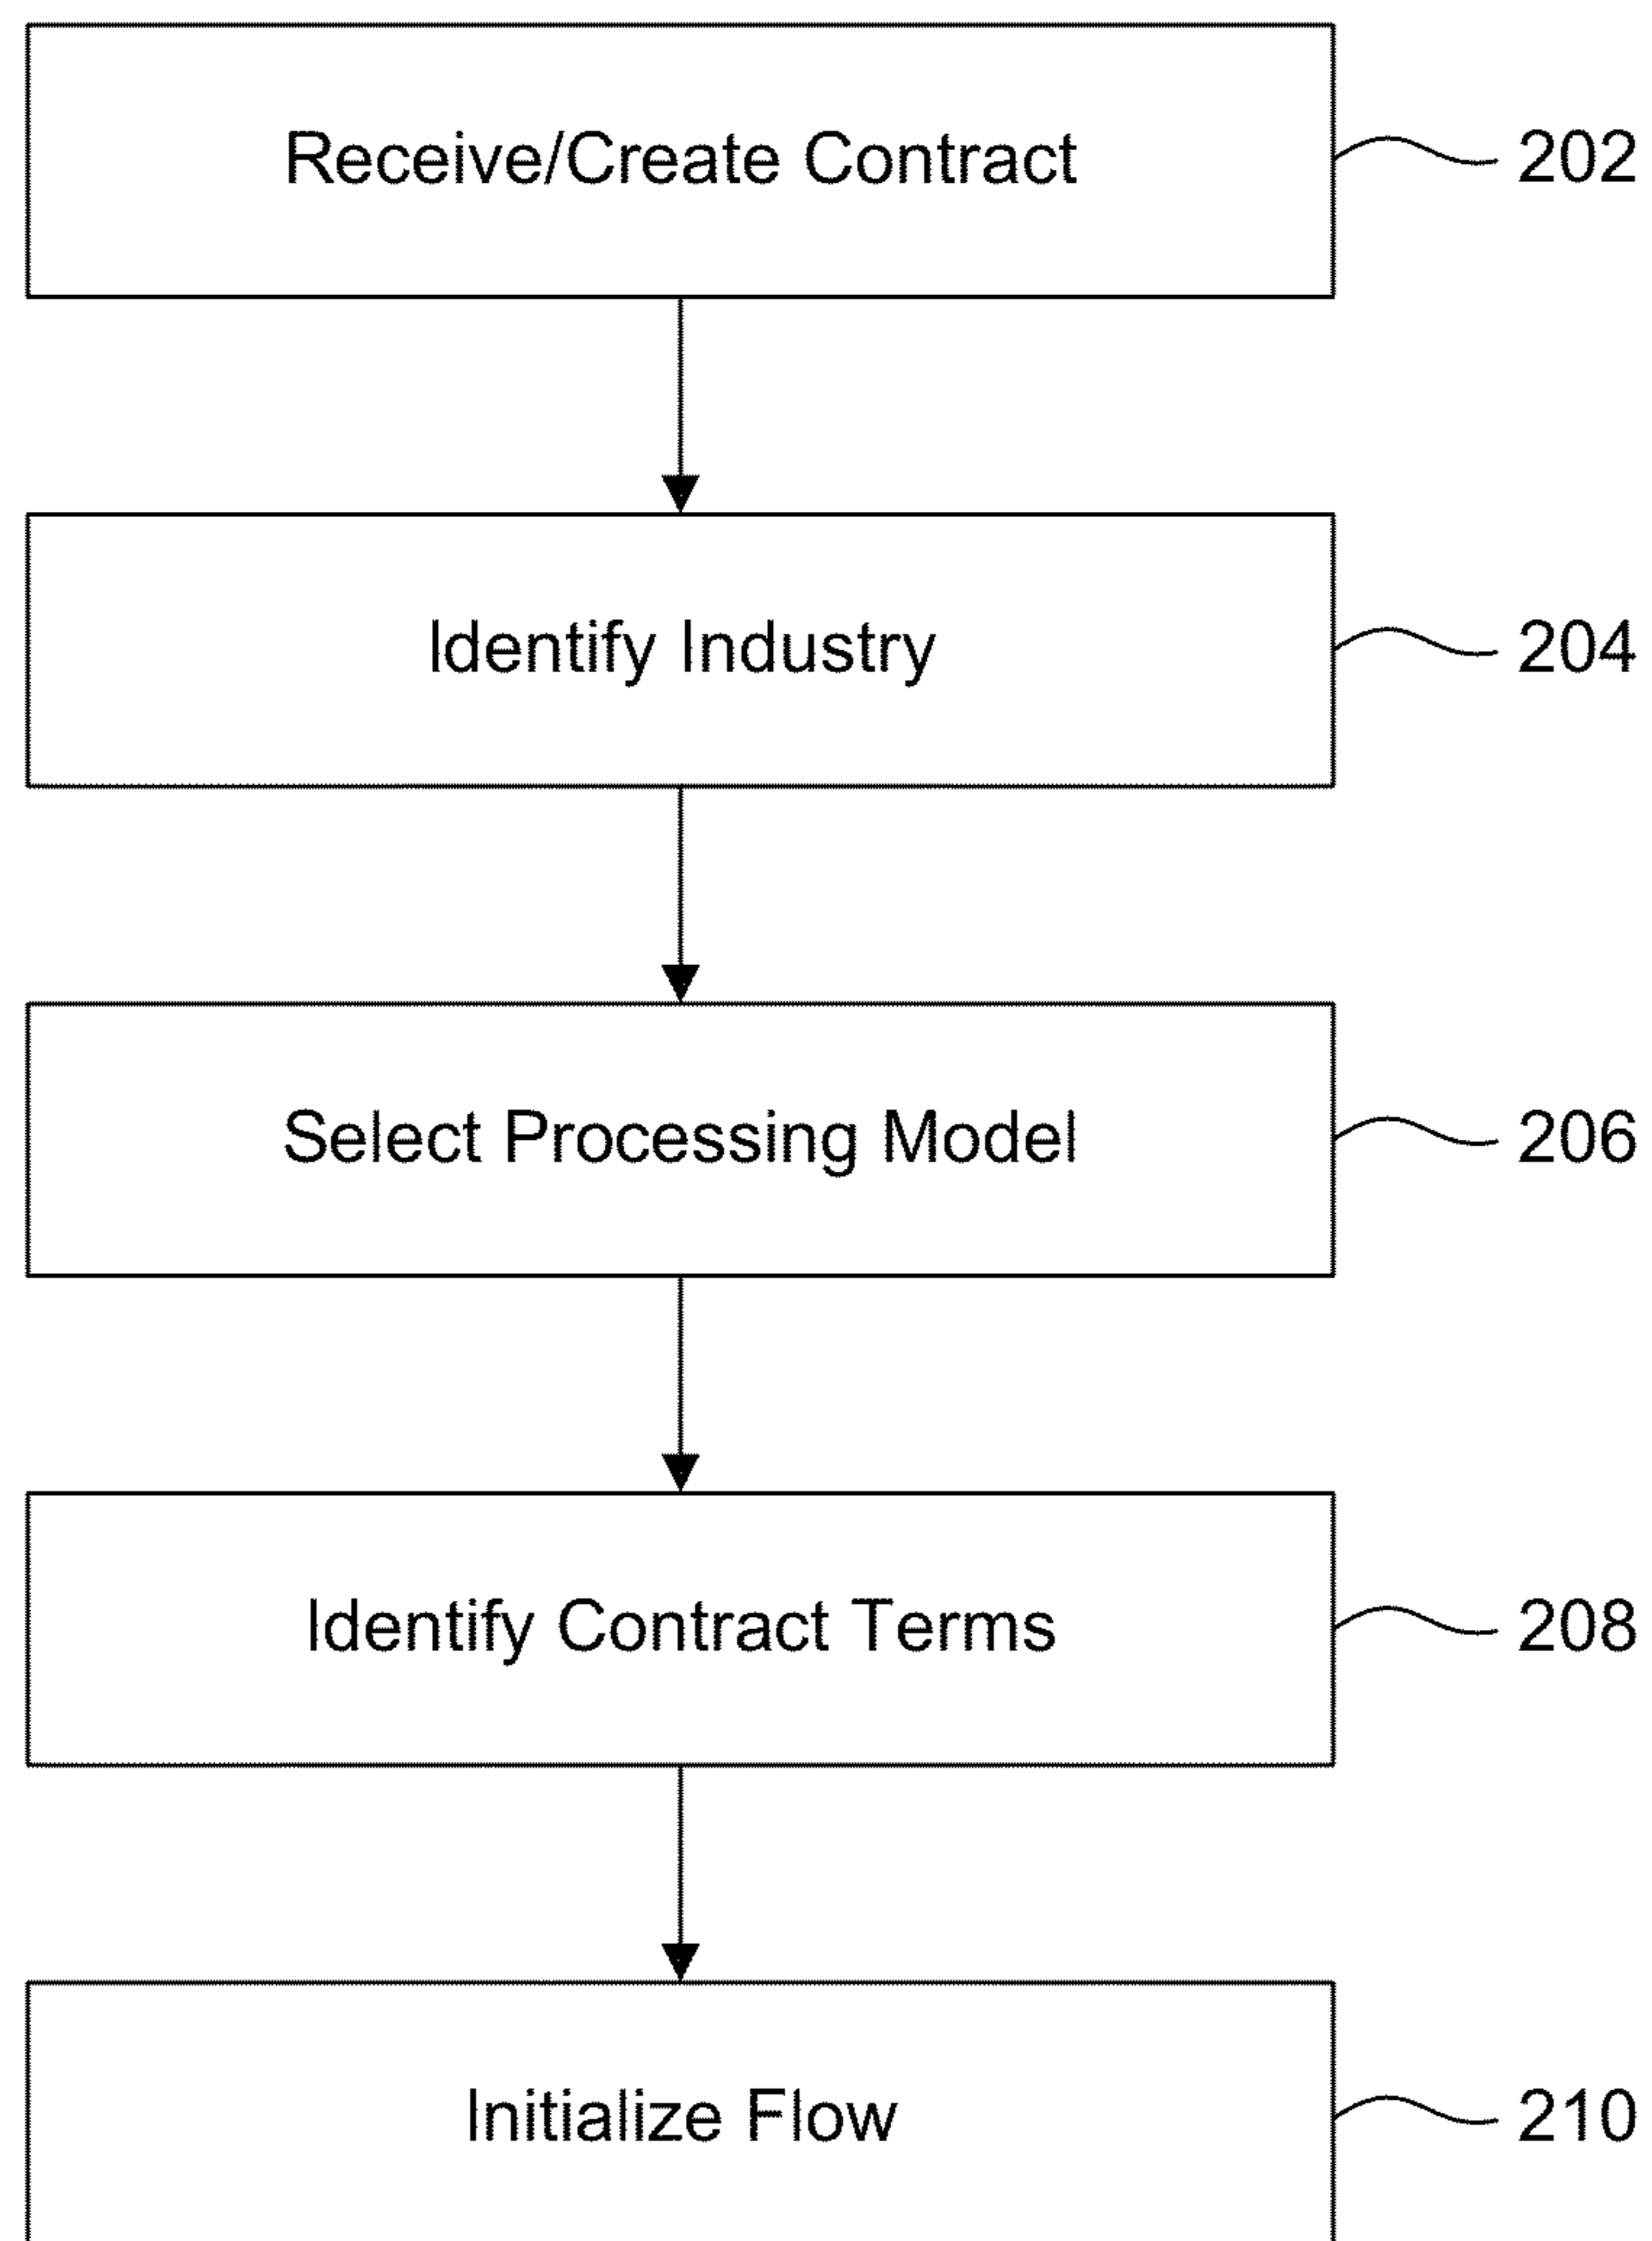 Receive/Create Contract 202
Identify Industry 204
Select Processing Model 206
Identify Contract Terms 208
Initialize Flow 210